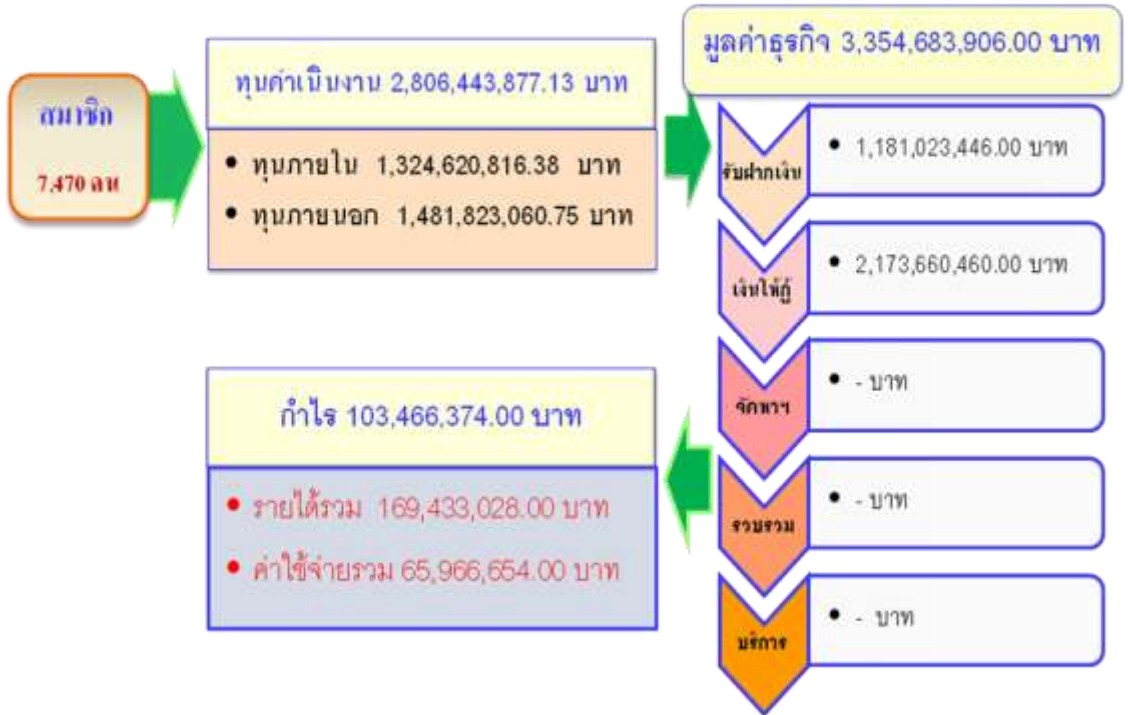 สมาชิก
7,470 คน
ทุนดำเนินงาน 2,806,443,877.13 บาท
• ทุนภายใน 1,324,620,816.38 บาท
• ทุนภายนอก 1,481,823,060.75 บาท
มูลค่าธุรกิจ 3,354,683,906.00 บาท
รับฝากเงิน
• 1,181,023,446.00 บาท
เงินให้กู้
• 2,173,660,460.00 บาท
จัดหาฯ
• - บาท
รวบรวม
• - บาท
บริการ
• - บาท
กำไร 103,466,374.00 บาท
• รายได้รวม 169,433,028.00 บาท
• ค่าใช้จ่ายรวม 65,966,654.00 บาท